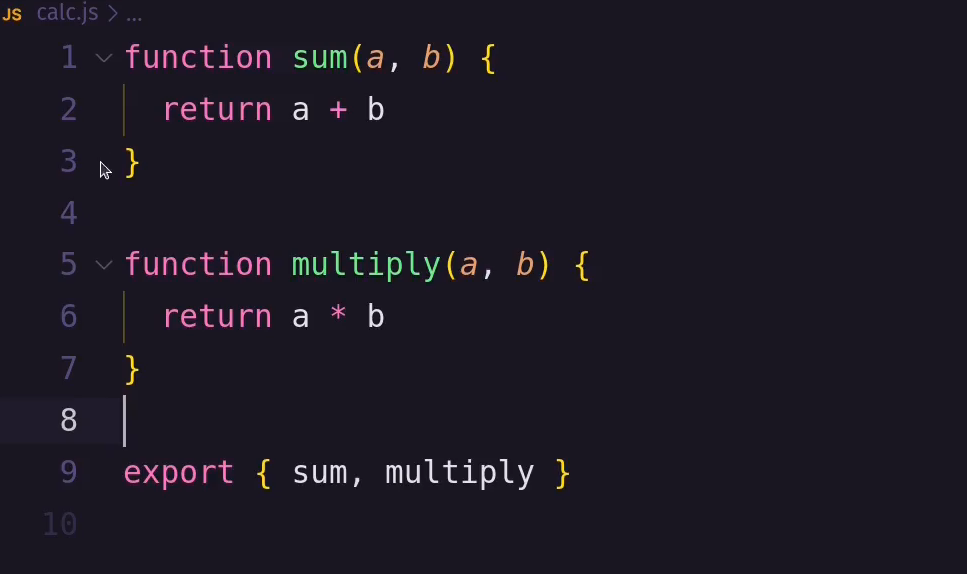 JS calc.js > ...
1 function sum(a, b) {
2   return a + b
3 }
4
5 function multiply(a, b) {
6   return a * b
7 }
8
9 export { sum, multiply }
10